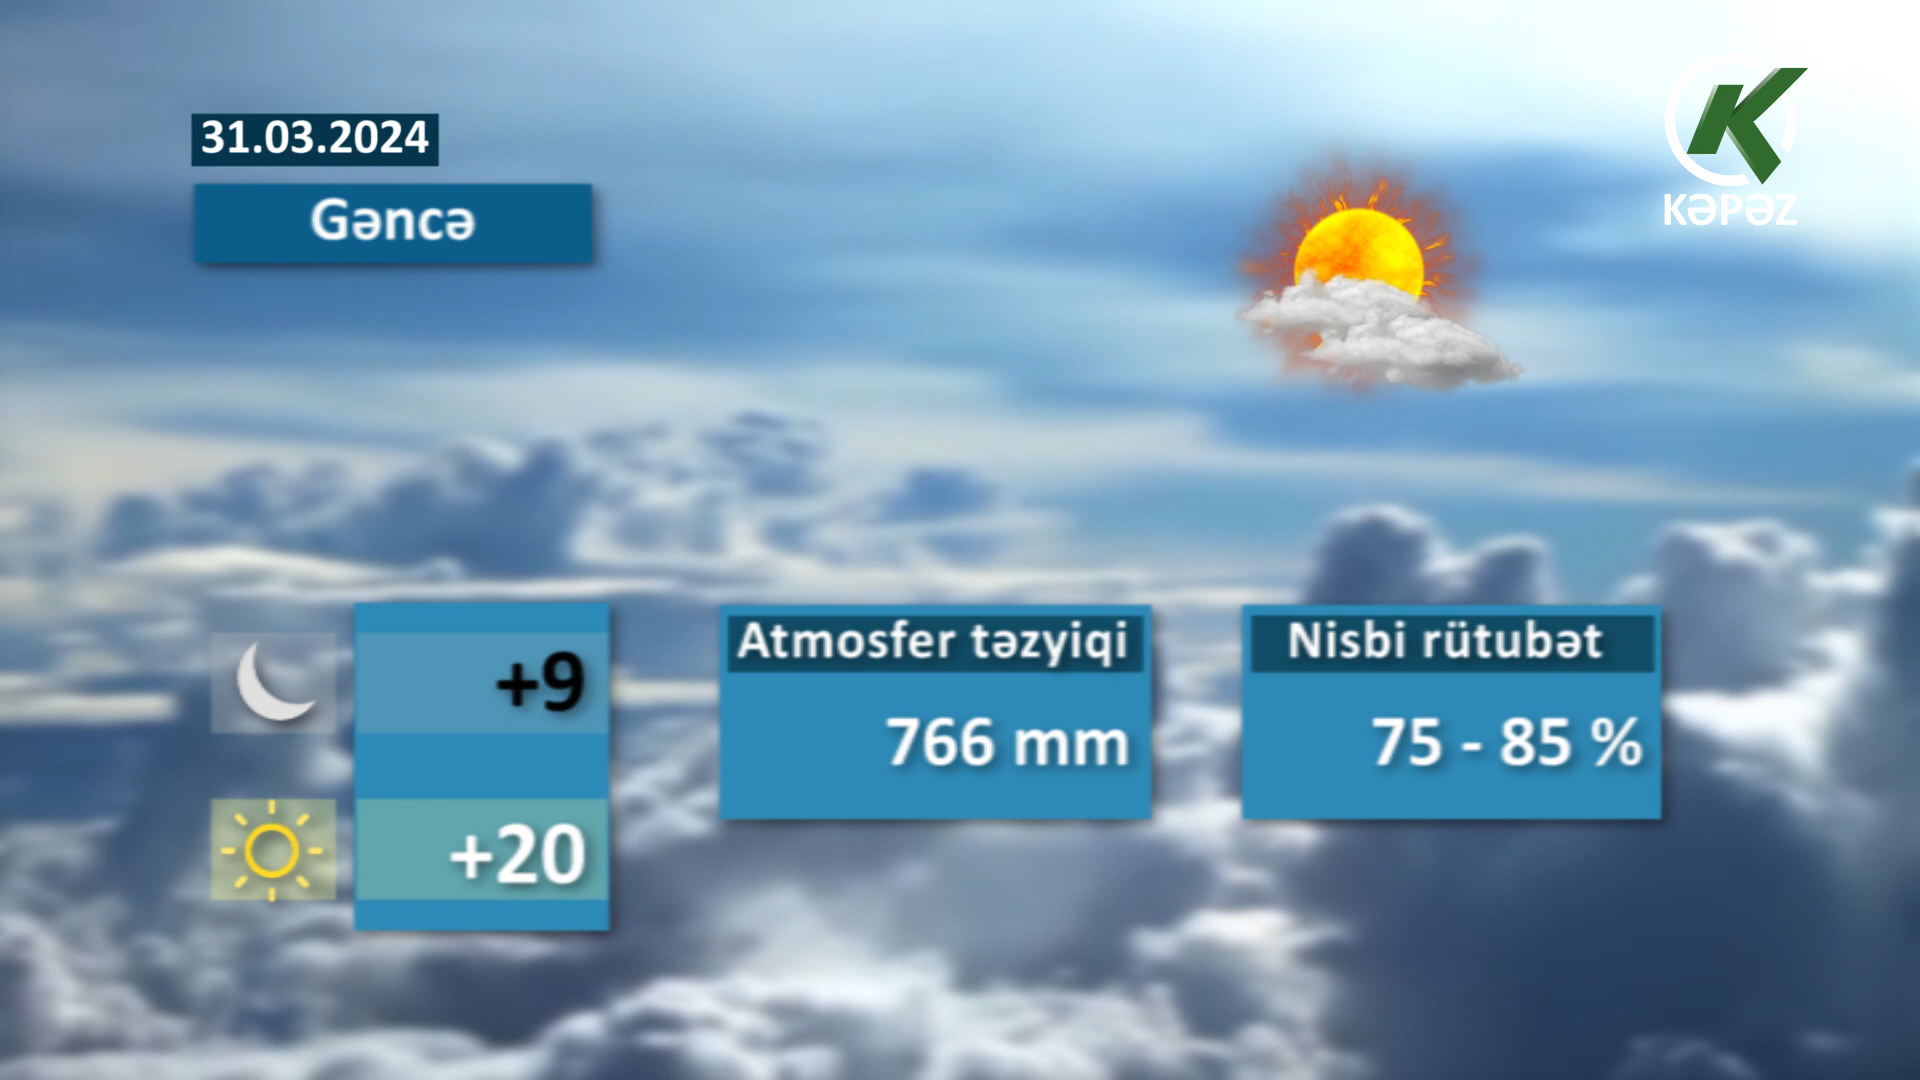 31.03.2024
Gəncə
KƏPƏZ
+9
+20
Atmosfer təzyiqi
766 mm
Nisbi rütubət
75 - 85 %